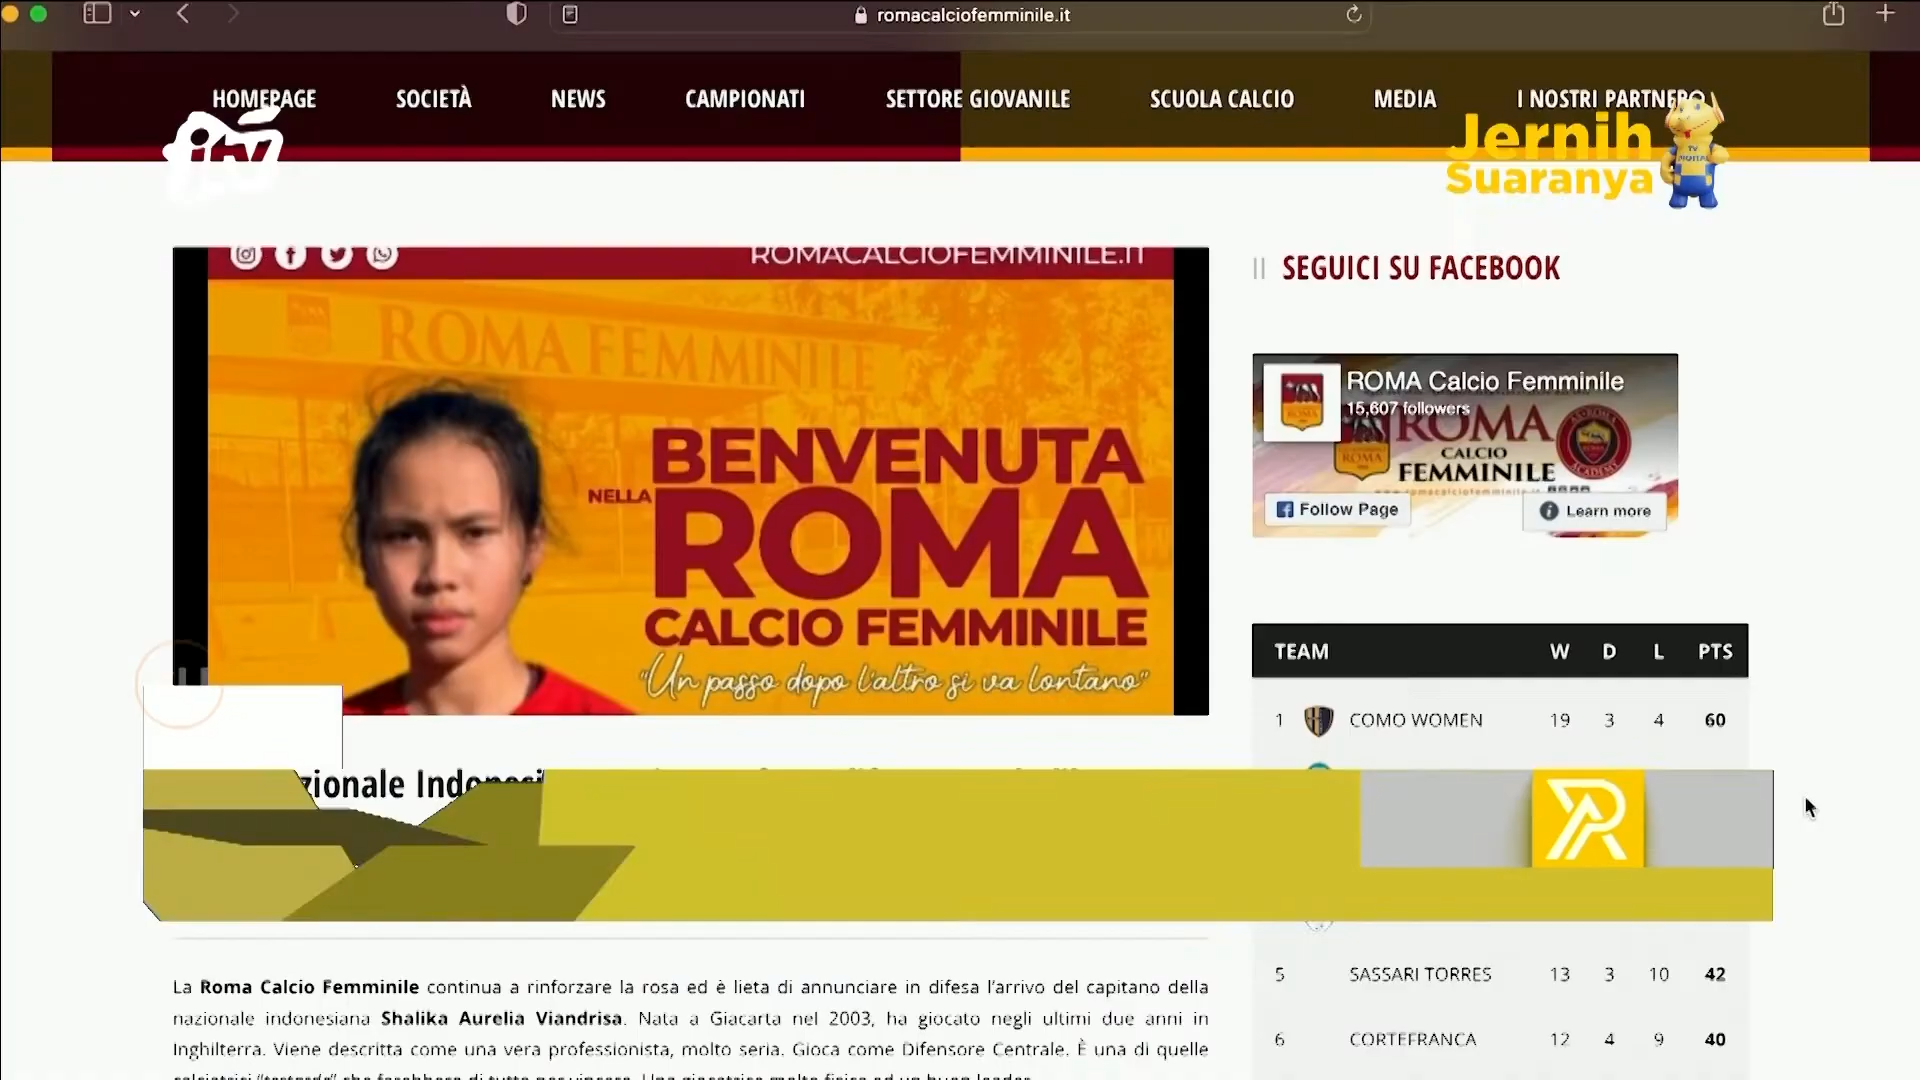 romacalciofemminile.it
HOMEPAGE SOCIETÀ NEWS CAMPIONATI SETTORE GIOVANILE SCUOLA CALCIO MEDIA I NOSTRI PARTNERO
Jernih
Suaranya
TV DIGITAL
ROMACALCIOFEMMINILE.IT
SEGUICI SU FACEBOOK
ROMA FEMMINILE
BENVENUTA
NELLA ROMA
CALCIO FEMMINILE
"Un passo dopo l'altro si va lontano"
ROMA Calcio Femminile
15,607 followers
ROMA
CALCIO
FEMMINILE
Follow Page
Learn more
TEAM W D L PTS
1 COMO WOMEN 19 3 4 60
5 SASSARI TORRES 13 3 10 42
6 CORTEFRANCA 12 4 9 40
zionale Indonesi
La Roma Calcio Femminile continua a rinforzare la rosa ed è lieta di annunciare in difesa l'arrivo del capitano della
nazionale indonesiana Shalika Aurelia Viandrisa. Nata a Giacarta nel 2003, ha giocato negli ultimi due anni in
Inghilterra. Viene descritta come una vera professionista, molto seria. Gioca come Difensore Centrale. È una di quelle